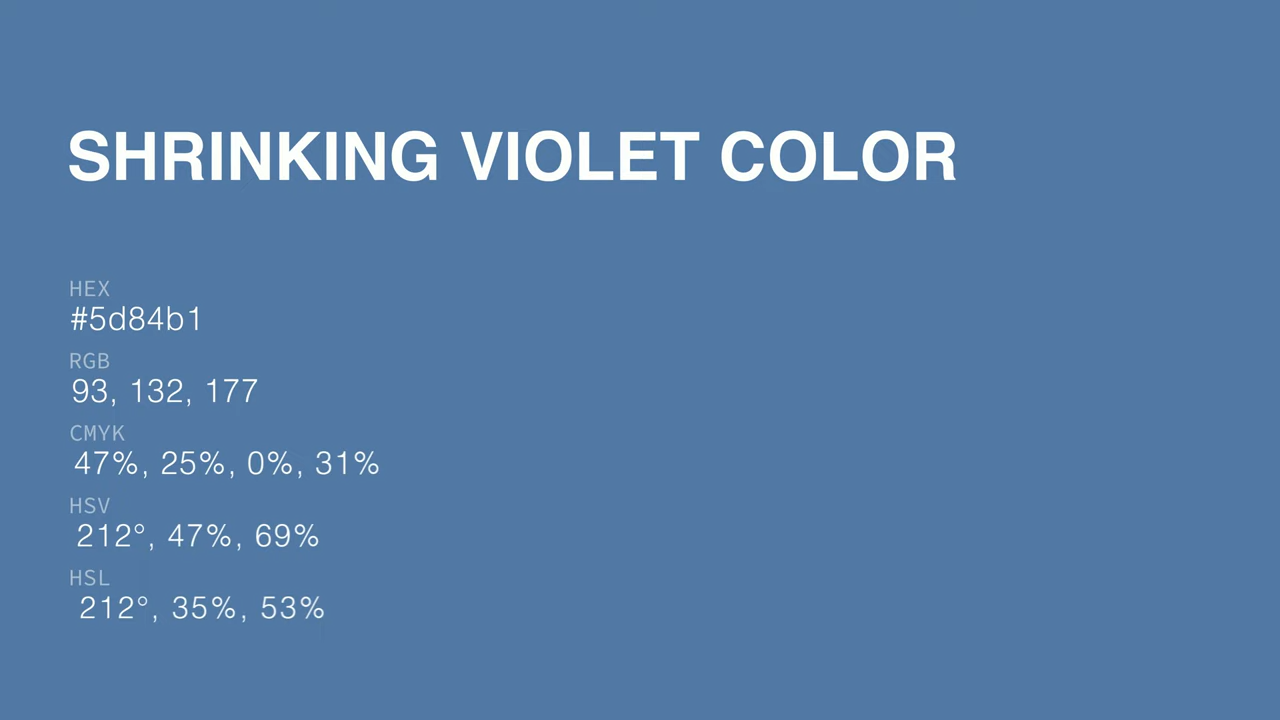 SHRINKING VIOLET COLOR
HEX
#5d84b1
RGB
93, 132, 177
CMYK
47%, 25%, 0%, 31%
HSV
212°, 47%, 69%
HSL
212°, 35%, 53%